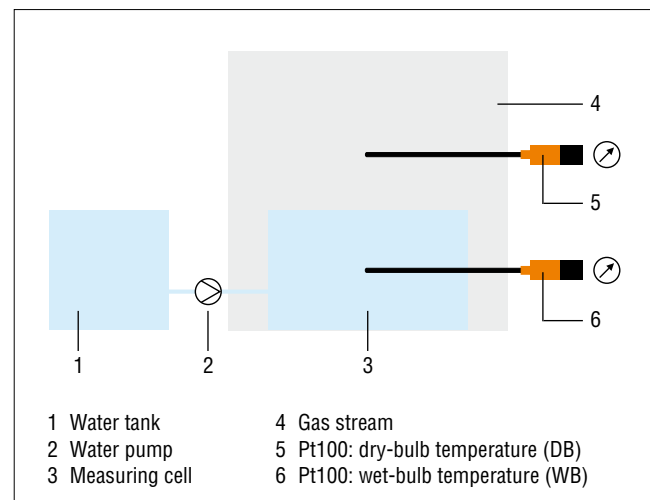 4
5
6
1
2
3
1 Water tank
2 Water pump
3 Measuring cell
4 Gas stream
5 Pt100: dry-bulb temperature (DB)
6 Pt100: wet-bulb temperature (WB)